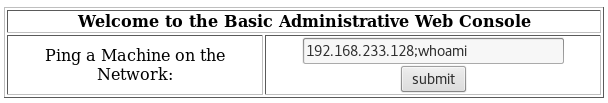 Welcome to the Basic Administrative Web Console
Ping a Machine on the
Network:
192.168.233.128;whoami
submit